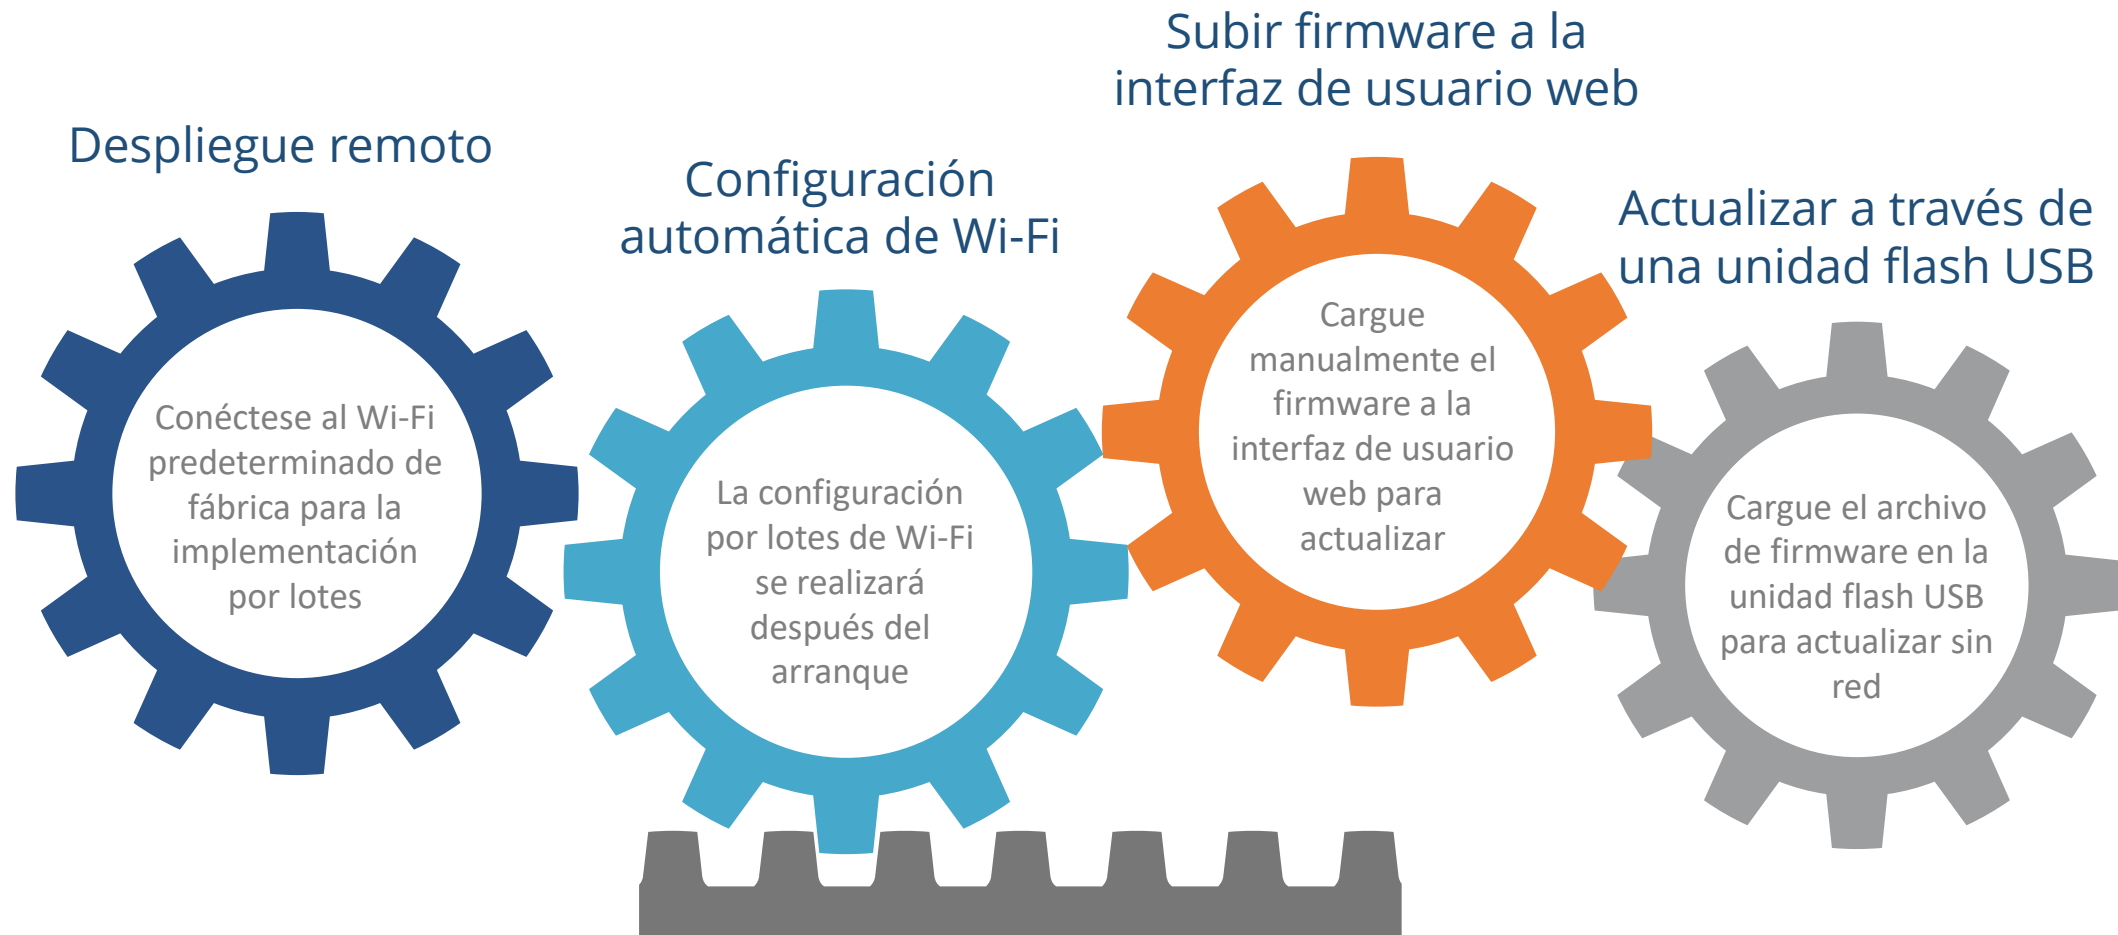 Despliegue remoto
Conéctese al Wi-Fi
predeterminado de
fábrica para la
implementación
por lotes
Configuración
automática de Wi-Fi
La configuración
por lotes de Wi-Fi
se realizará
después del
arranque
Subir firmware a la
interfaz de usuario web
Cargue
manualmente el
firmware a la
interfaz de usuario
web para
actualizar
Actualizar a través de
una unidad flash USB
Cargue el archivo
de firmware en la
unidad flash USB
para actualizar sin
red